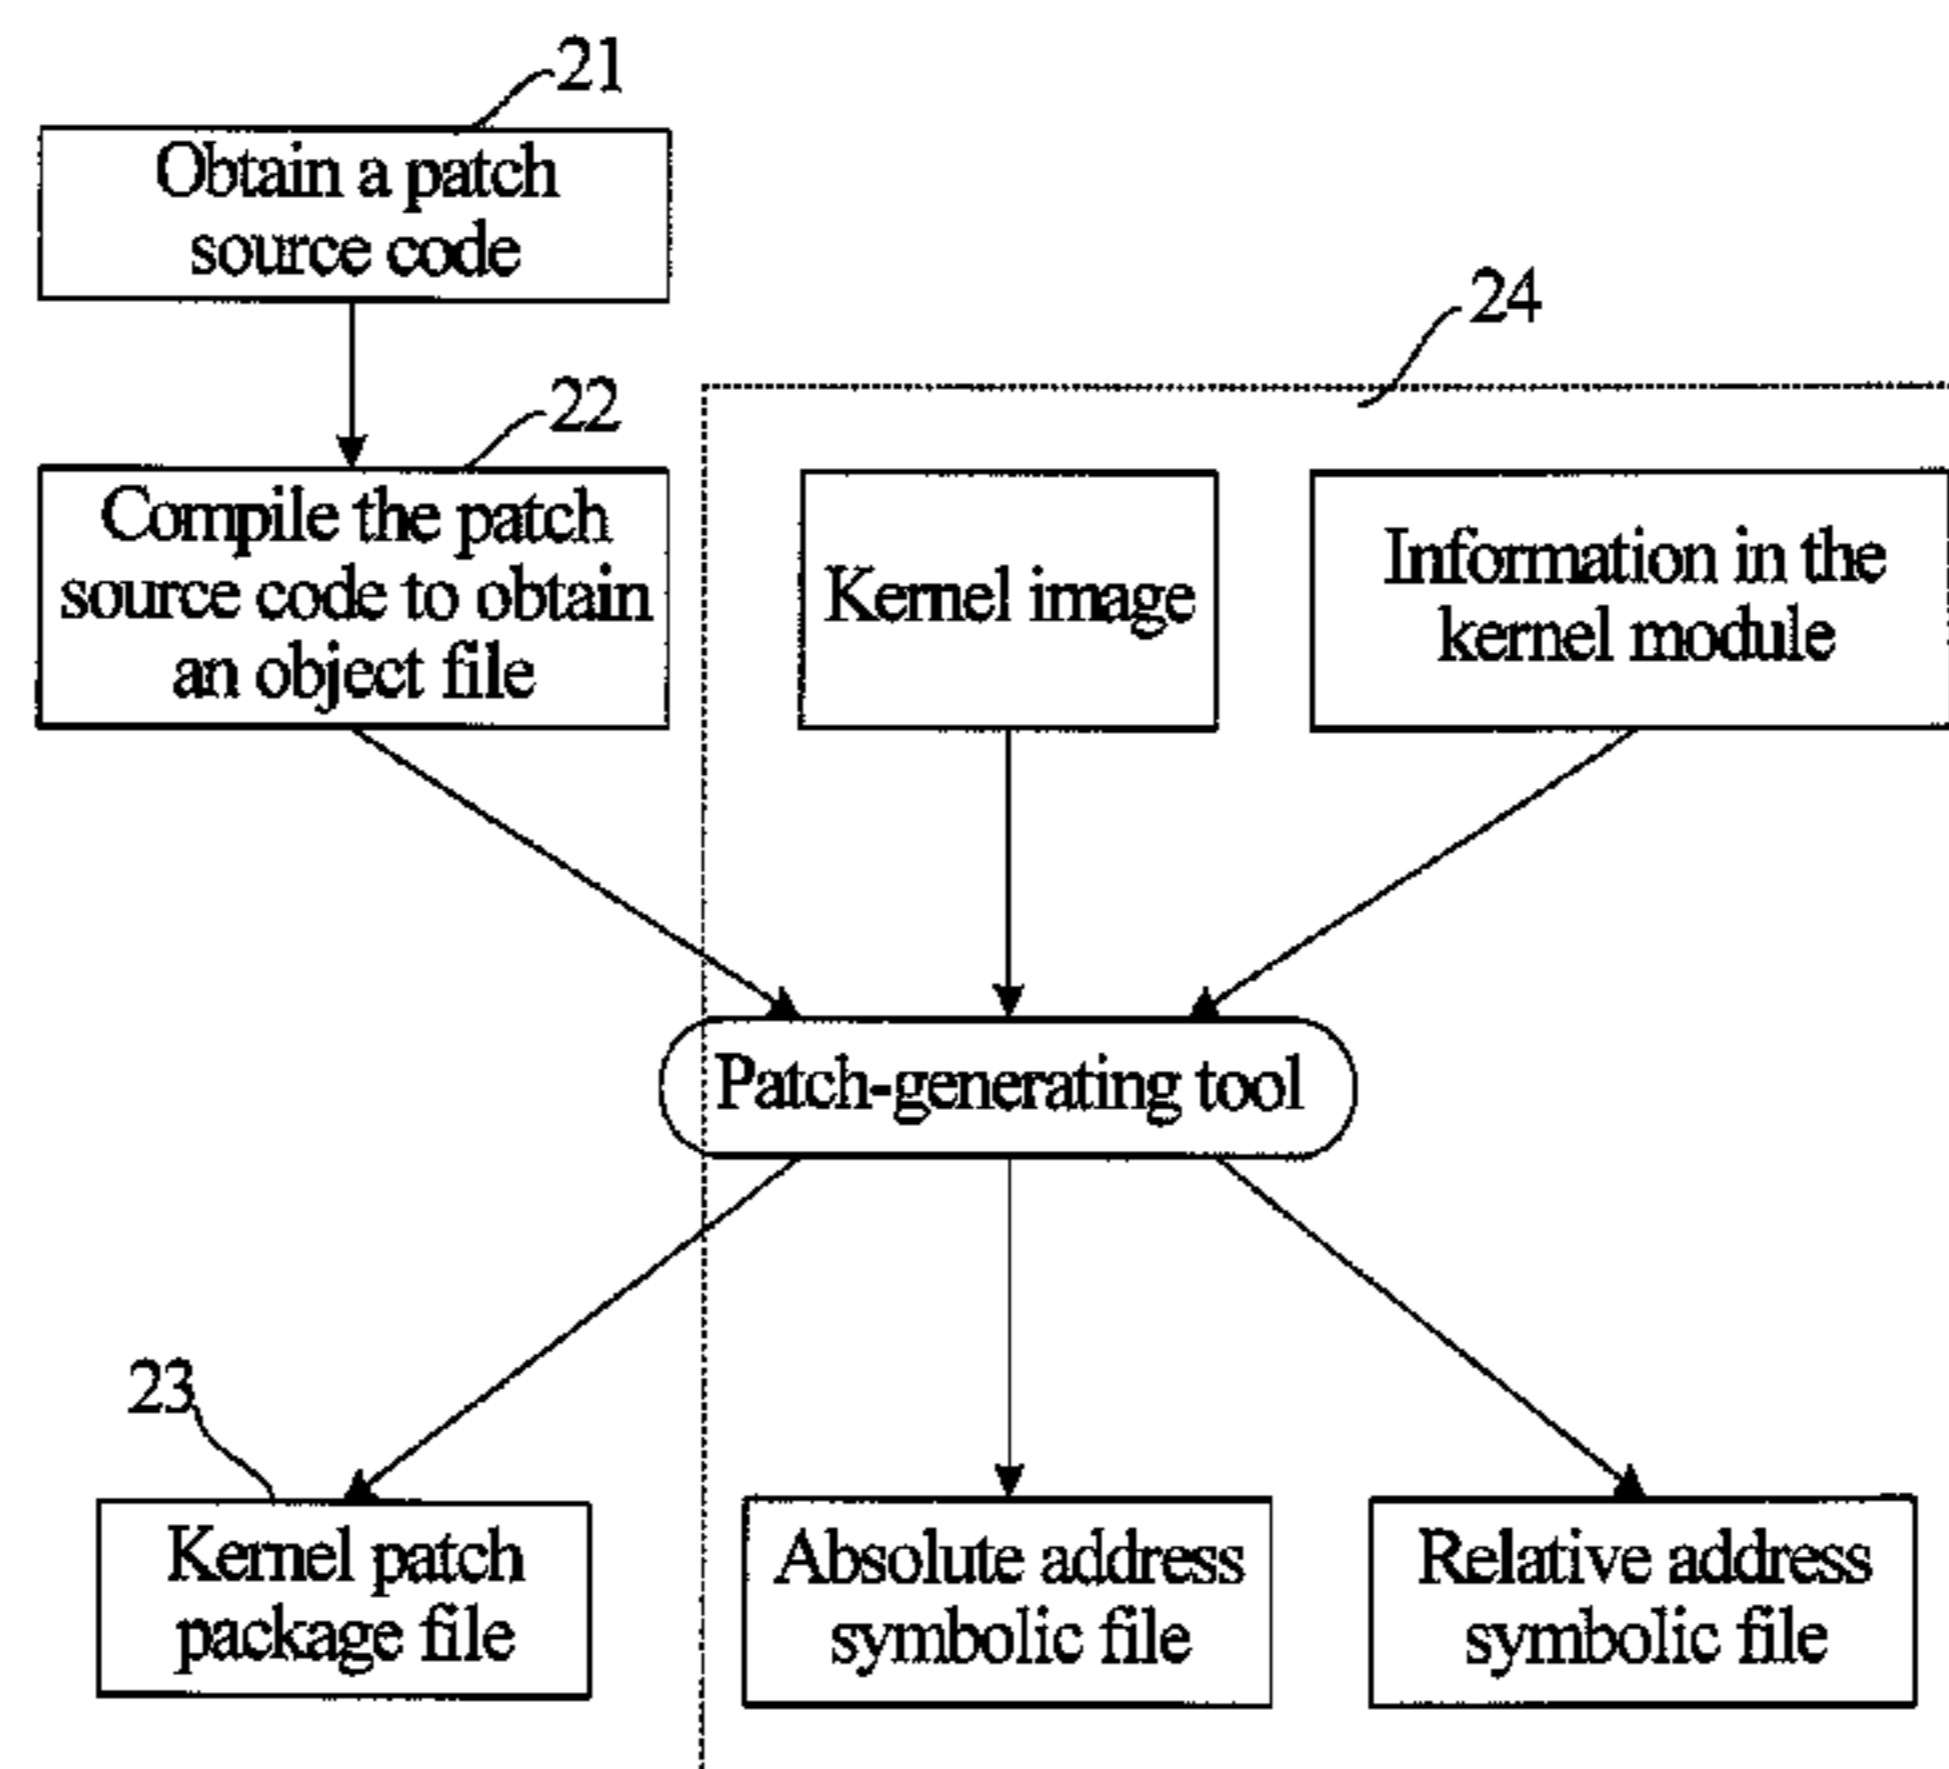 21
Obtain a patch
source code
24
22
Compile the patch
source code to obtain
an object file
Kernel image
Information in the
kernel module
Patch-generating tool
23
Kernel patch
package file
Absolute address
symbolic file
Relative address
symbolic file